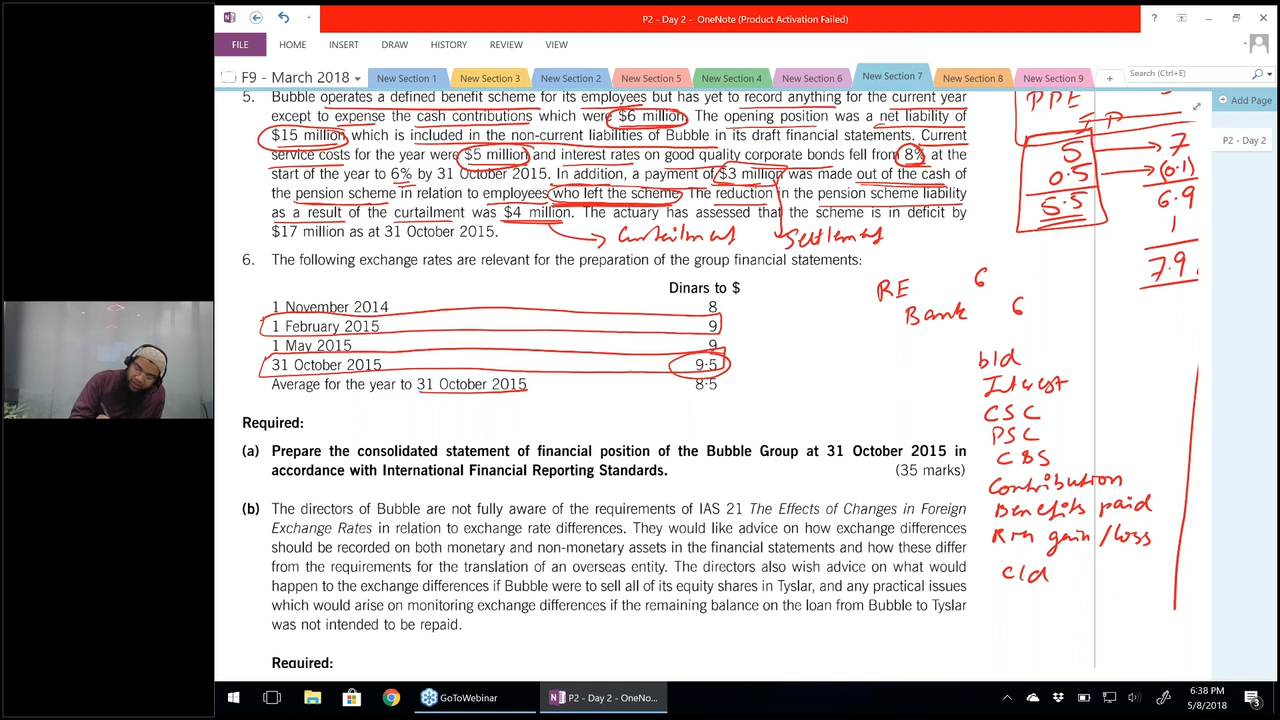 P2 - Day 2 - OneNote (Product Activation Failed)
FILE HOME INSERT DRAW HISTORY REVIEW VIEW
F9 - March 2018 New Section 1 New Section 3 New Section 2 New Section 5 New Section 4 New Section 6 New Section 7 New Section 8 New Section 9 + Search (Ctrl+E)
Add Page
P2 - Day 2
5. Bubble operates a defined benefit scheme for its employees but has yet to record anything for the current year
except to expense the cash contributions which were $6 million. The opening position was a net liability of
$15 million which is included in the non-current liabilities of Bubble in its draft financial statements. Current
service costs for the year were $5 million and interest rates on good quality corporate bonds fell from 8% at the
start of the year to 6% by 31 October 2015. In addition, a payment of $3 million was made out of the cash of
the pension scheme in relation to employees who left the scheme. The reduction in the pension scheme liability
as a result of the curtailment was $4 million. The actuary has assessed that the scheme is in deficit by
$17 million as at 31 October 2015.
Curtailment Settlement
PPE
IP
5 7
0.5 (0.1)
5.5 6.9
1
7.9
6. The following exchange rates are relevant for the preparation of the group financial statements:
Dinars to $
1 November 2014 8
1 February 2015 9
1 May 2015 9
31 October 2015 9·5
Average for the year to 31 October 2015 8·5
RE 6
Bank 6
b/d
Interest
CSC
PSC
CBS
Contribution
Benefits paid
Rm gain/loss
c/d
Required:
(a) Prepare the consolidated statement of financial position of the Bubble Group at 31 October 2015 in
accordance with International Financial Reporting Standards. (35 marks)
(b) The directors of Bubble are not fully aware of the requirements of IAS 21 The Effects of Changes in Foreign
Exchange Rates in relation to exchange rate differences. They would like advice on how exchange differences
should be recorded on both monetary and non-monetary assets in the financial statements and how these differ
from the requirements for the translation of an overseas entity. The directors also wish advice on what would
happen to the exchange differences if Bubble were to sell all of its equity shares in Tyslar, and any practical issues
which would arise on monitoring exchange differences if the remaining balance on the loan from Bubble to Tyslar
was not intended to be repaid.
Required:
GoToWebinar P2 - Day 2 - OneNo... 6:38 PM
5/8/2018 3